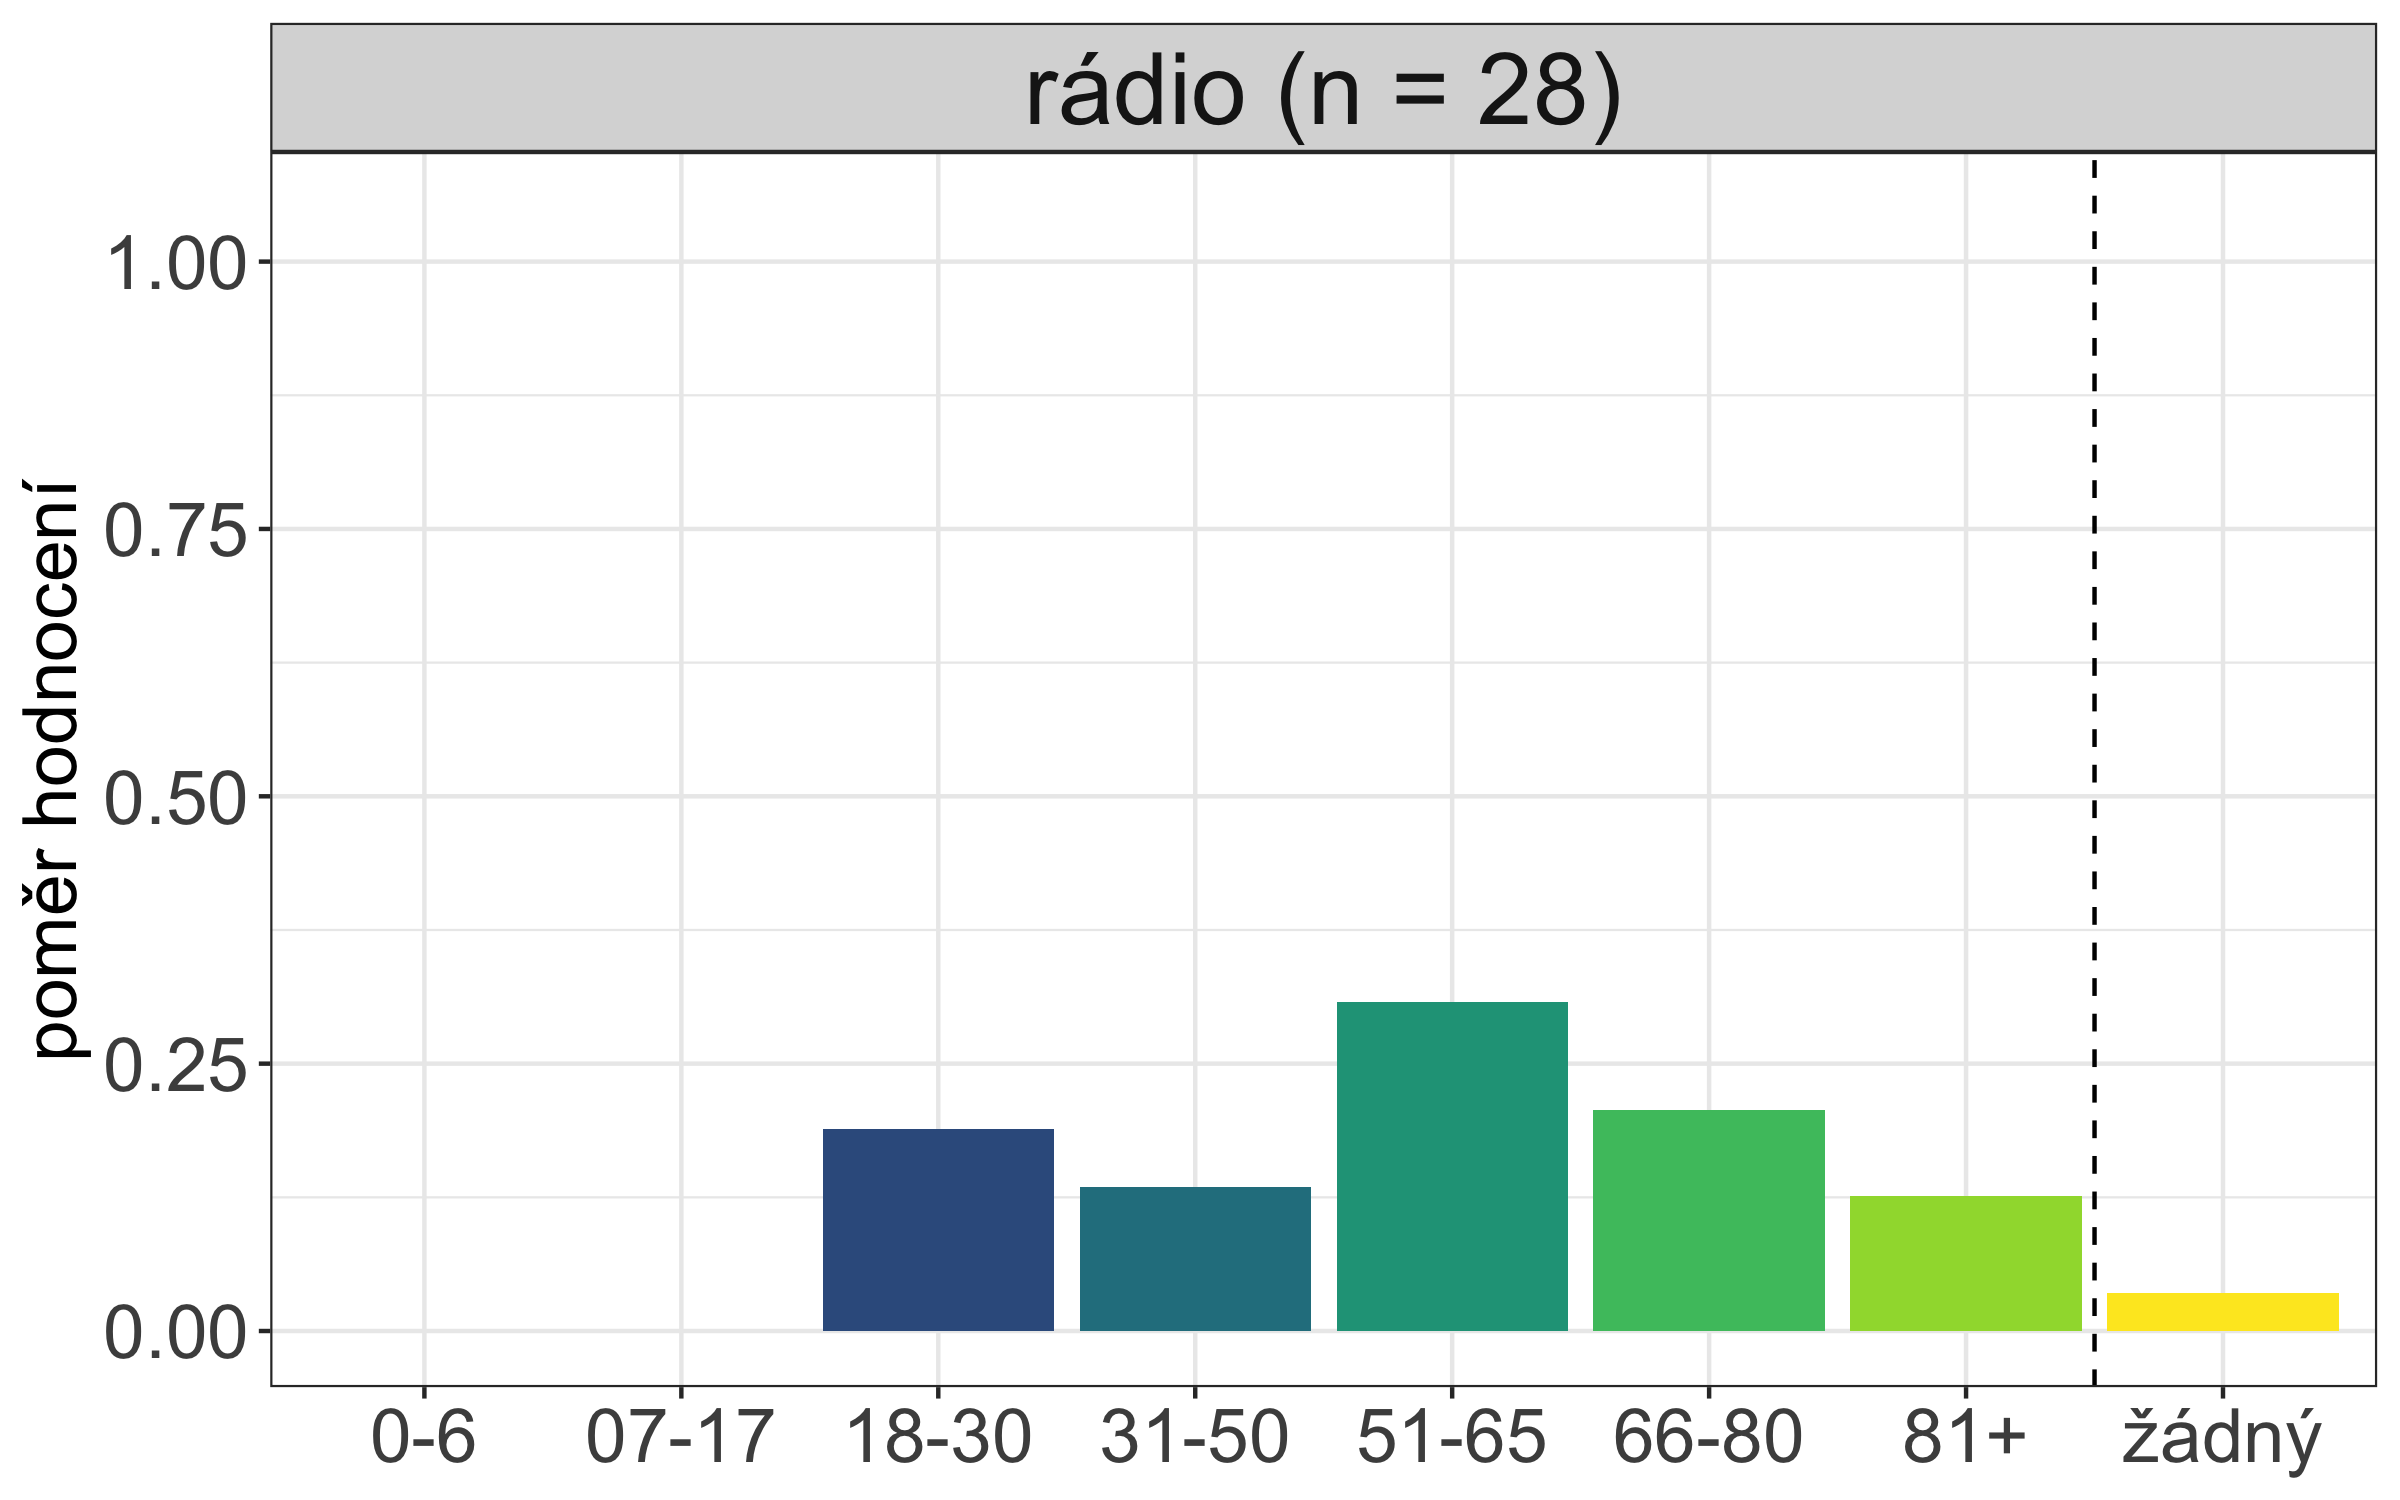 rádio (n = 28)
poměr hodnocení
1.00
0.75
0.50
0.25
0.00
0-6 07-17 18-30 31-50 51-65 66-80 81+ žádný